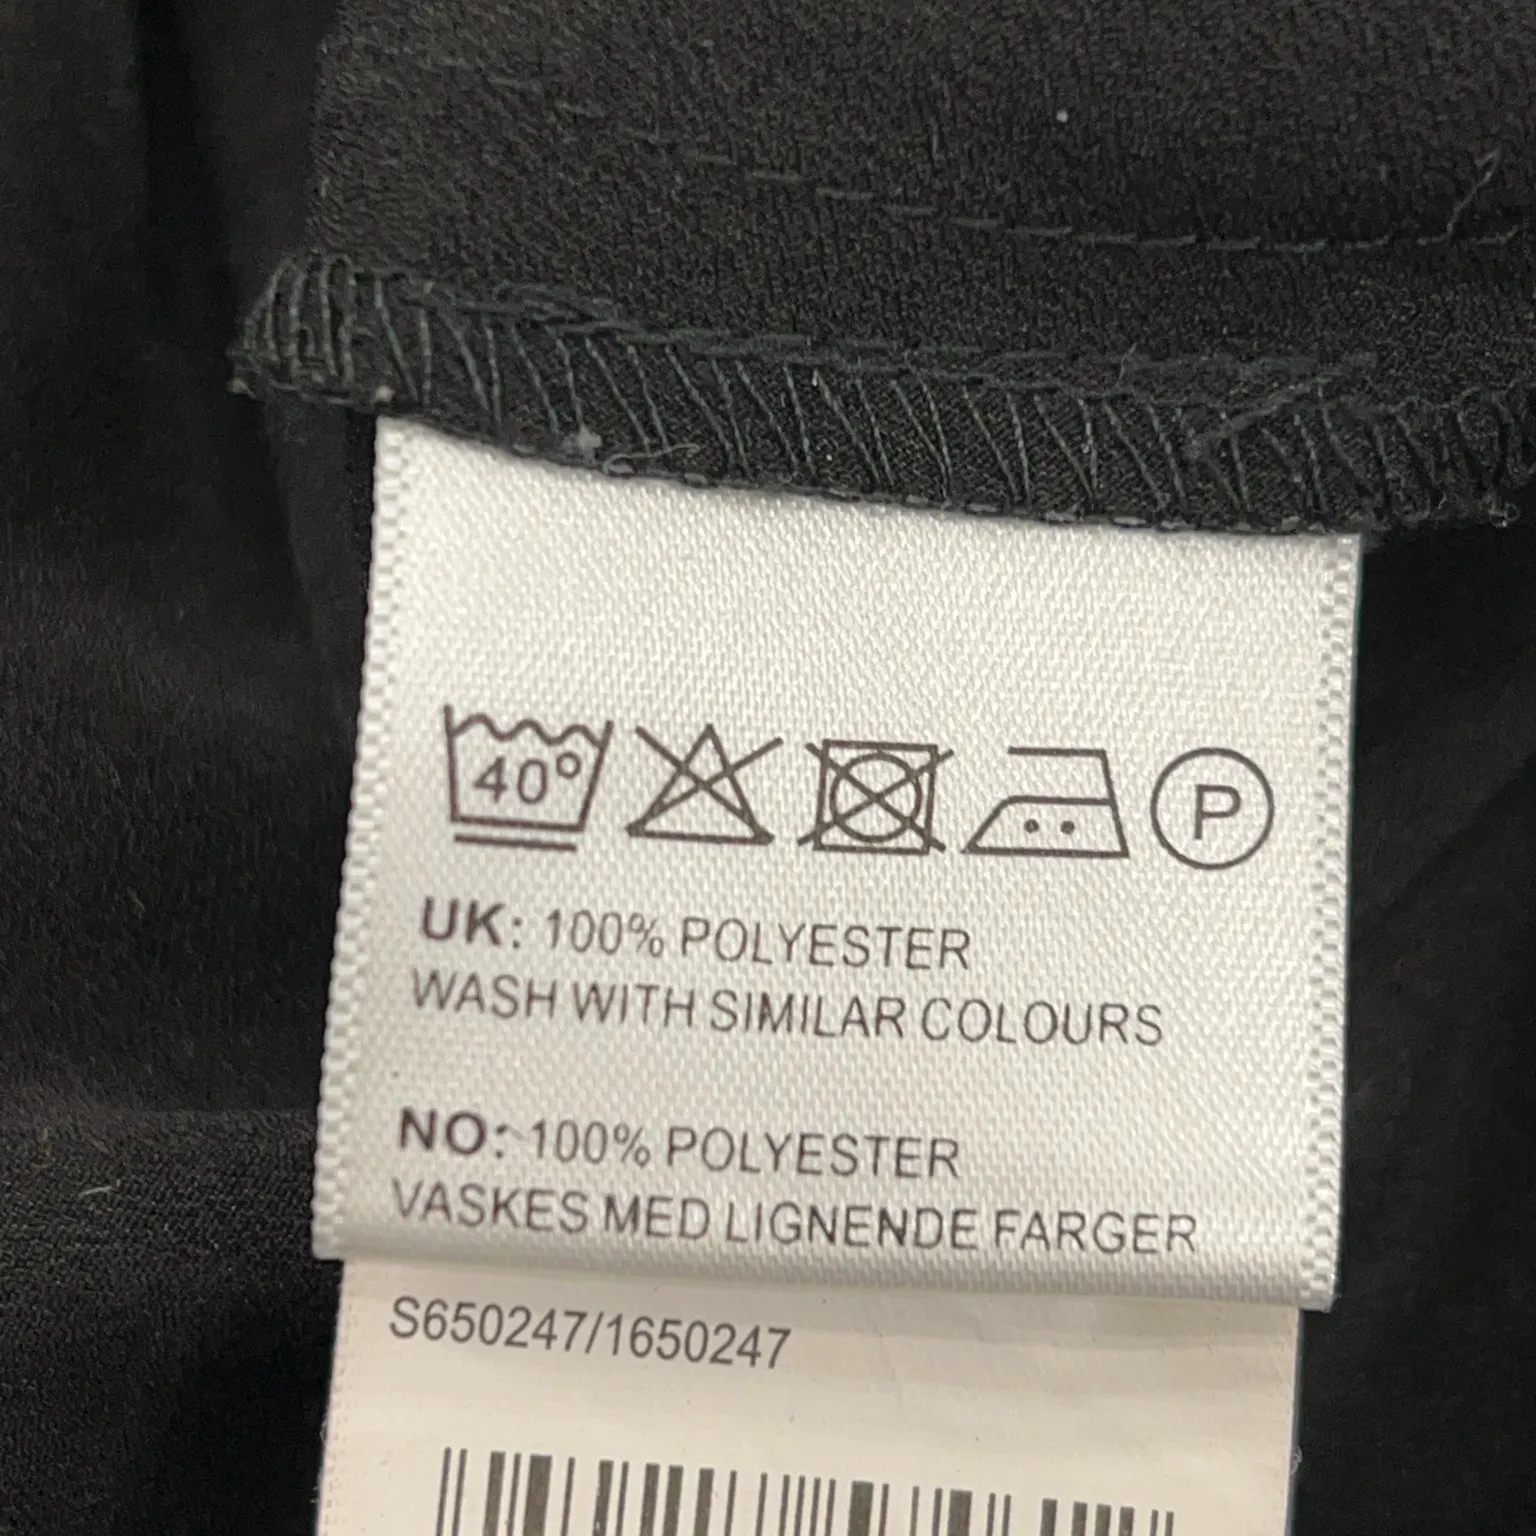 40°
P
UK: 100% POLYESTER
WASH WITH SIMILAR COLOURS
NO: 100% POLYESTER
VASKES MED LIGNENDE FARGER
S650247/1650247